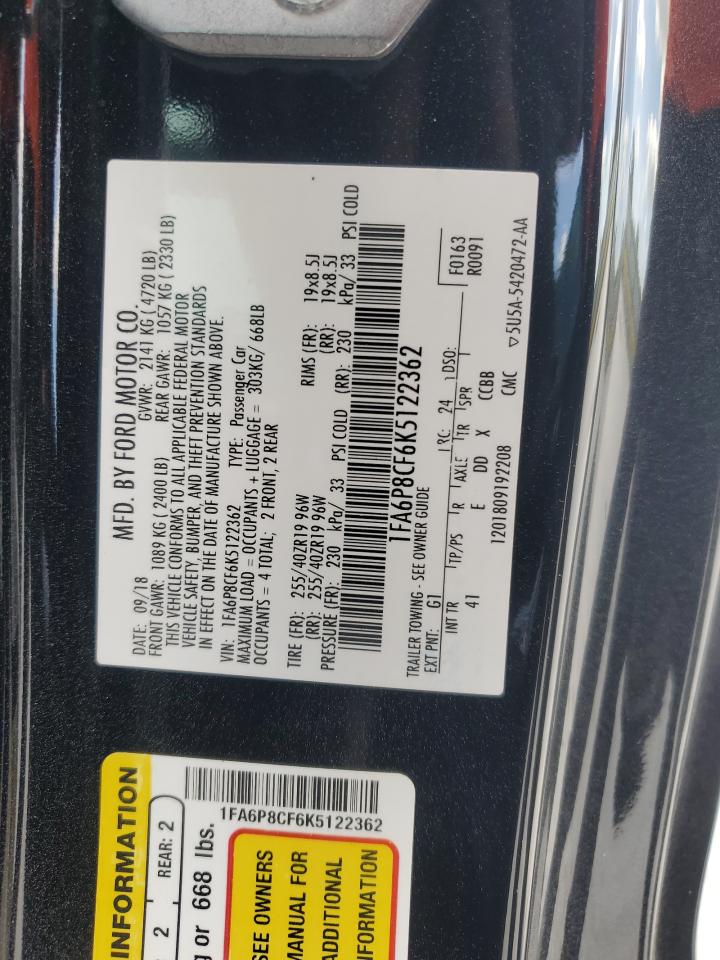 MFD. BY FORD MOTOR CO.
DATE: 09/18 GVWR: 2141 KG ( 4720 LB)
FRONT GAWR: 1089 KG ( 2400 LB) REAR GAWR: 1057 KG ( 2330 LB)
THIS VEHICLE CONFORMS TO ALL APPLICABLE FEDERAL MOTOR
VEHICLE SAFETY, BUMPER, AND THEFT PREVENTION STANDARDS
IN EFFECT ON THE DATE OF MANUFACTURE SHOWN ABOVE.
VIN: 1FA6P8CF6K5122362 TYPE: Passenger Car
MAXIMUM LOAD = OCCUPANTS + LUGGAGE = 303KG/ 668LB
OCCUPANTS = 4 TOTAL; 2 FRONT, 2 REAR
TIRE (FR): 255/40ZR19 96W RIMS (FR): 19x8.5J
(RR): 255/40ZR19 96W (RR): 19x8.5J
PRESSURE (FR): 230 kPa/ 33 PSI COLD (RR): 230 kPa/ 33 PSI COLD
1FA6P8CF6K5122362
TRAILER TOWING - SEE OWNER GUIDE
EXT PNT: G1 RC: 24 DSO: F0163
R0091
INT TR TP/PS R AXLE TR SPR
41 E DD X CCBB
1201809192208 CMC ▽5U5A-5420472-AA
INFORMATION
2 REAR: 2
g or 668 lbs.
1FA6P8CF6K5122362
SEE OWNERS
MANUAL FOR
ADDITIONAL
INFORMATION